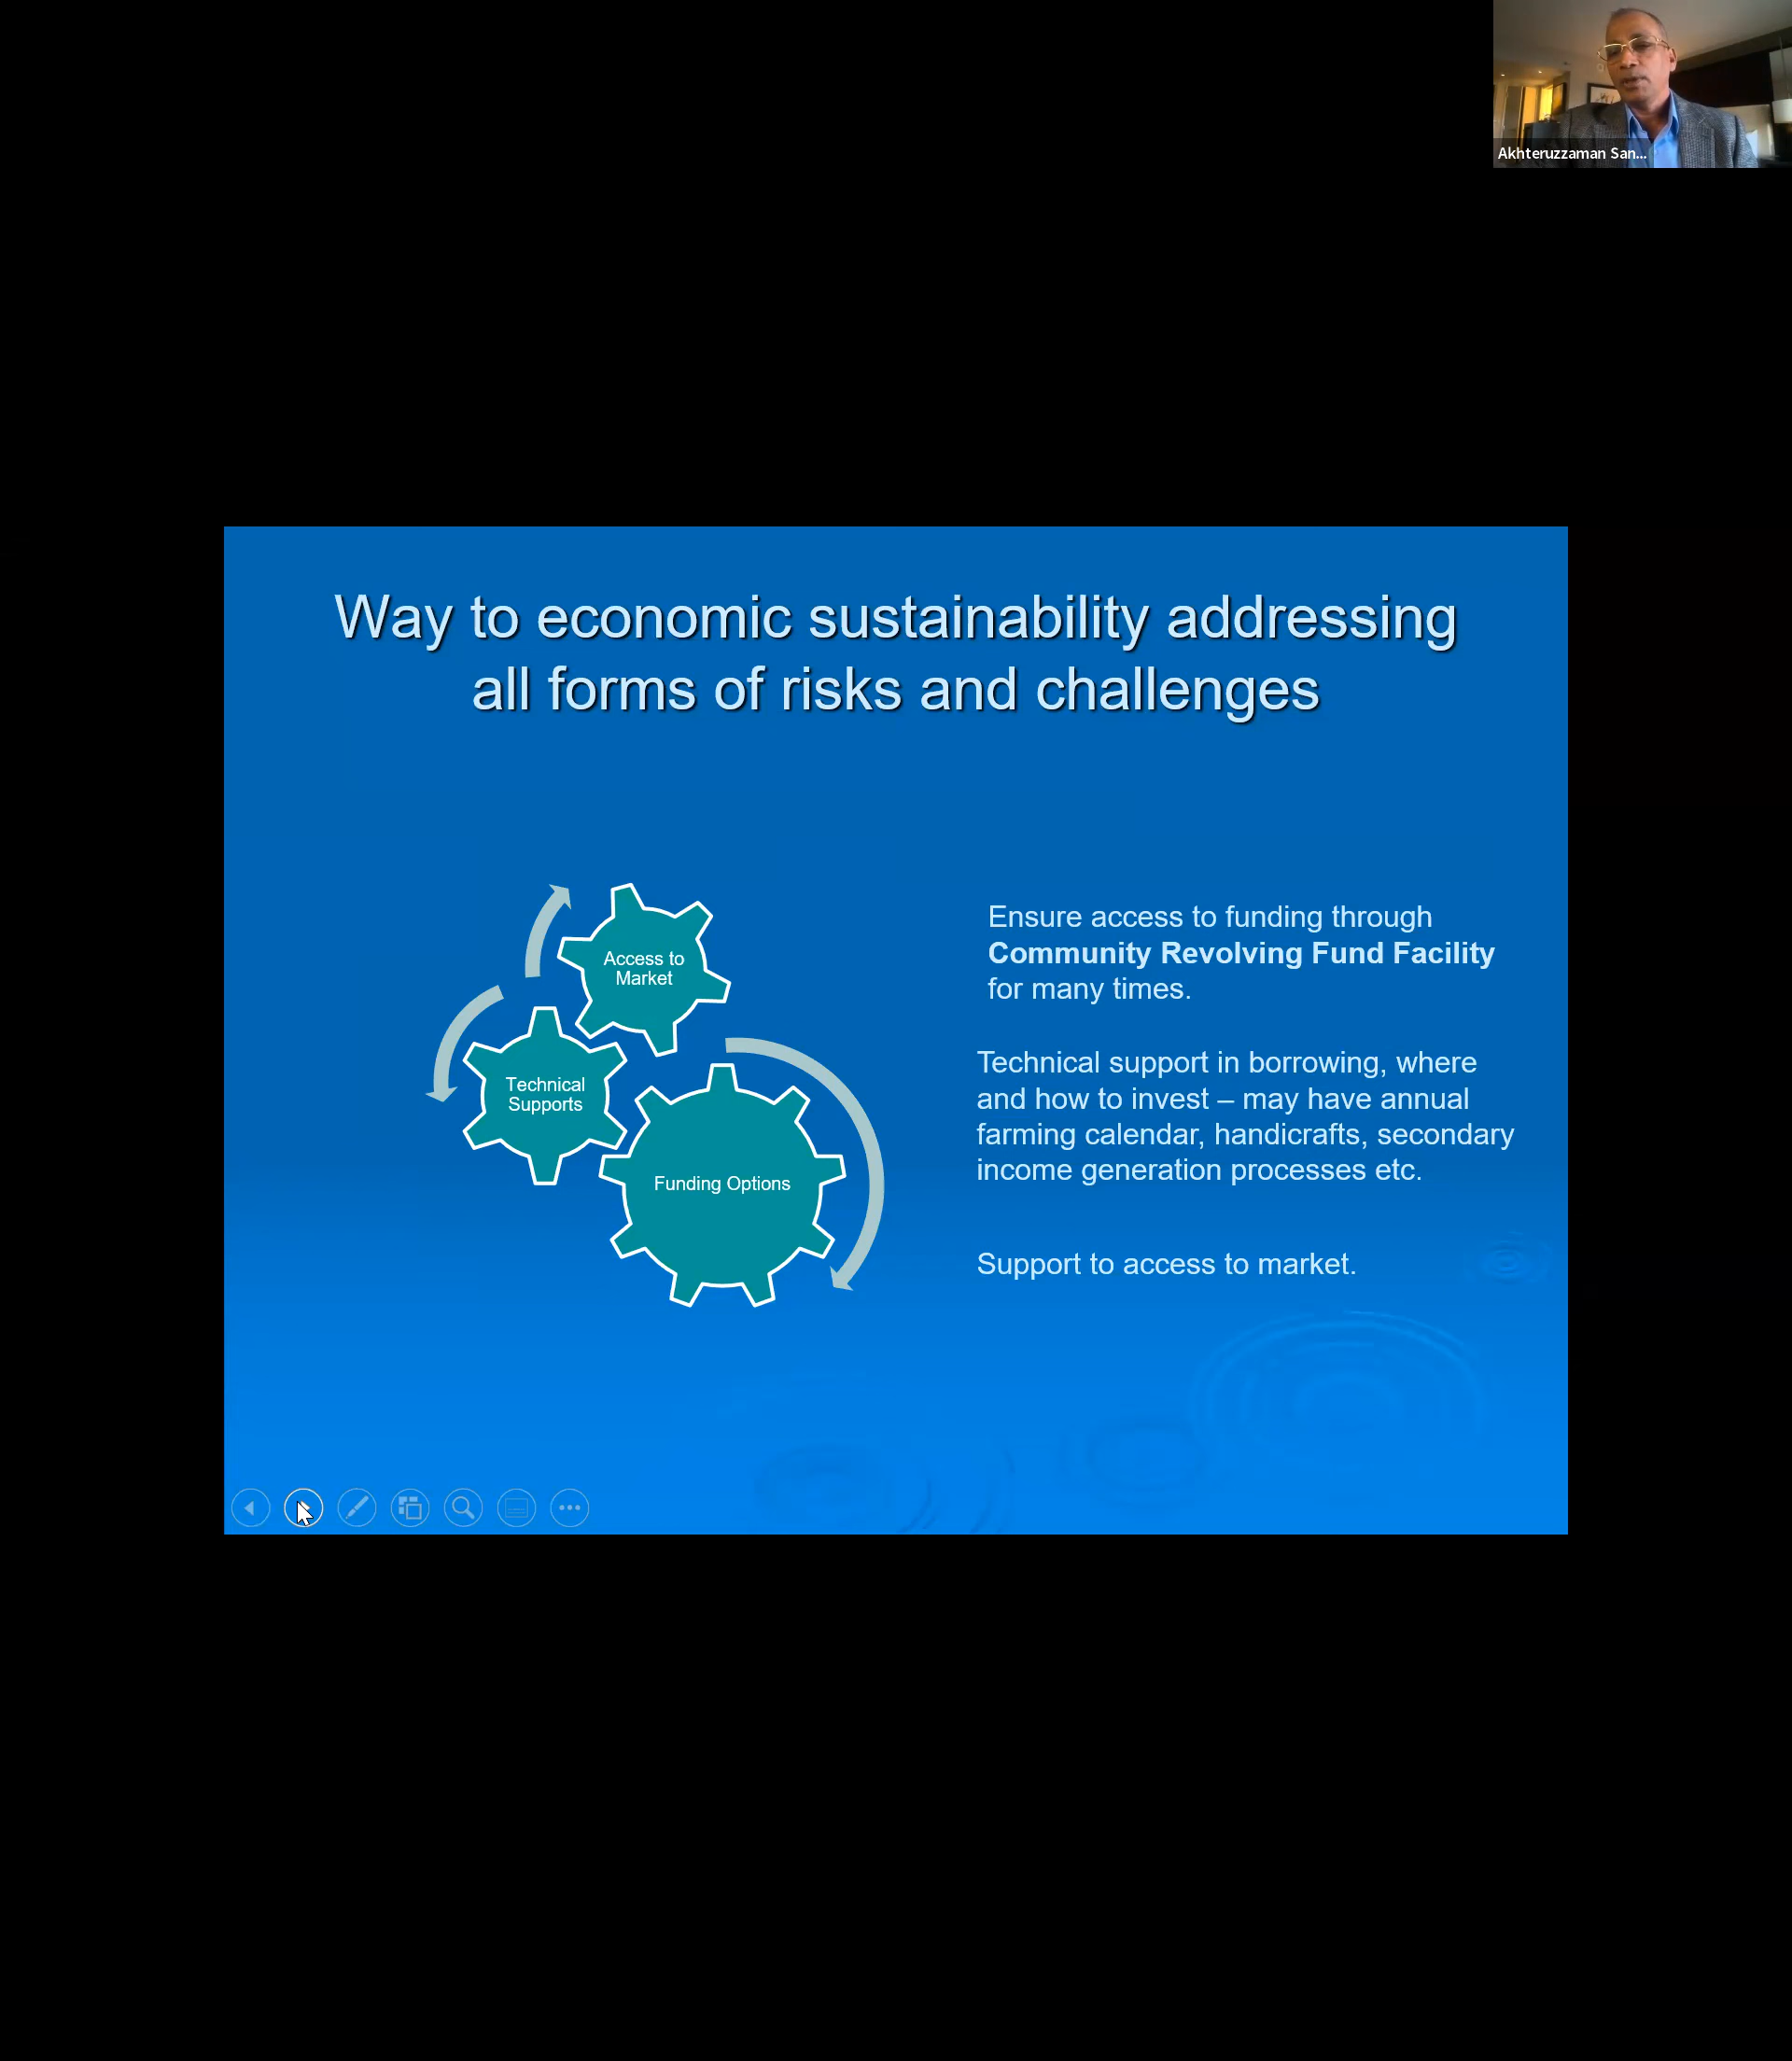 Akhteruzzaman San...
Way to economic sustainability addressing
all forms of risks and challenges
Access to
Market
Technical
Supports
Funding Options
Ensure access to funding through
Community Revolving Fund Facility
for many times.
Technical support in borrowing, where
and how to invest – may have annual
farming calendar, handicrafts, secondary
income generation processes etc.
Support to access to market.